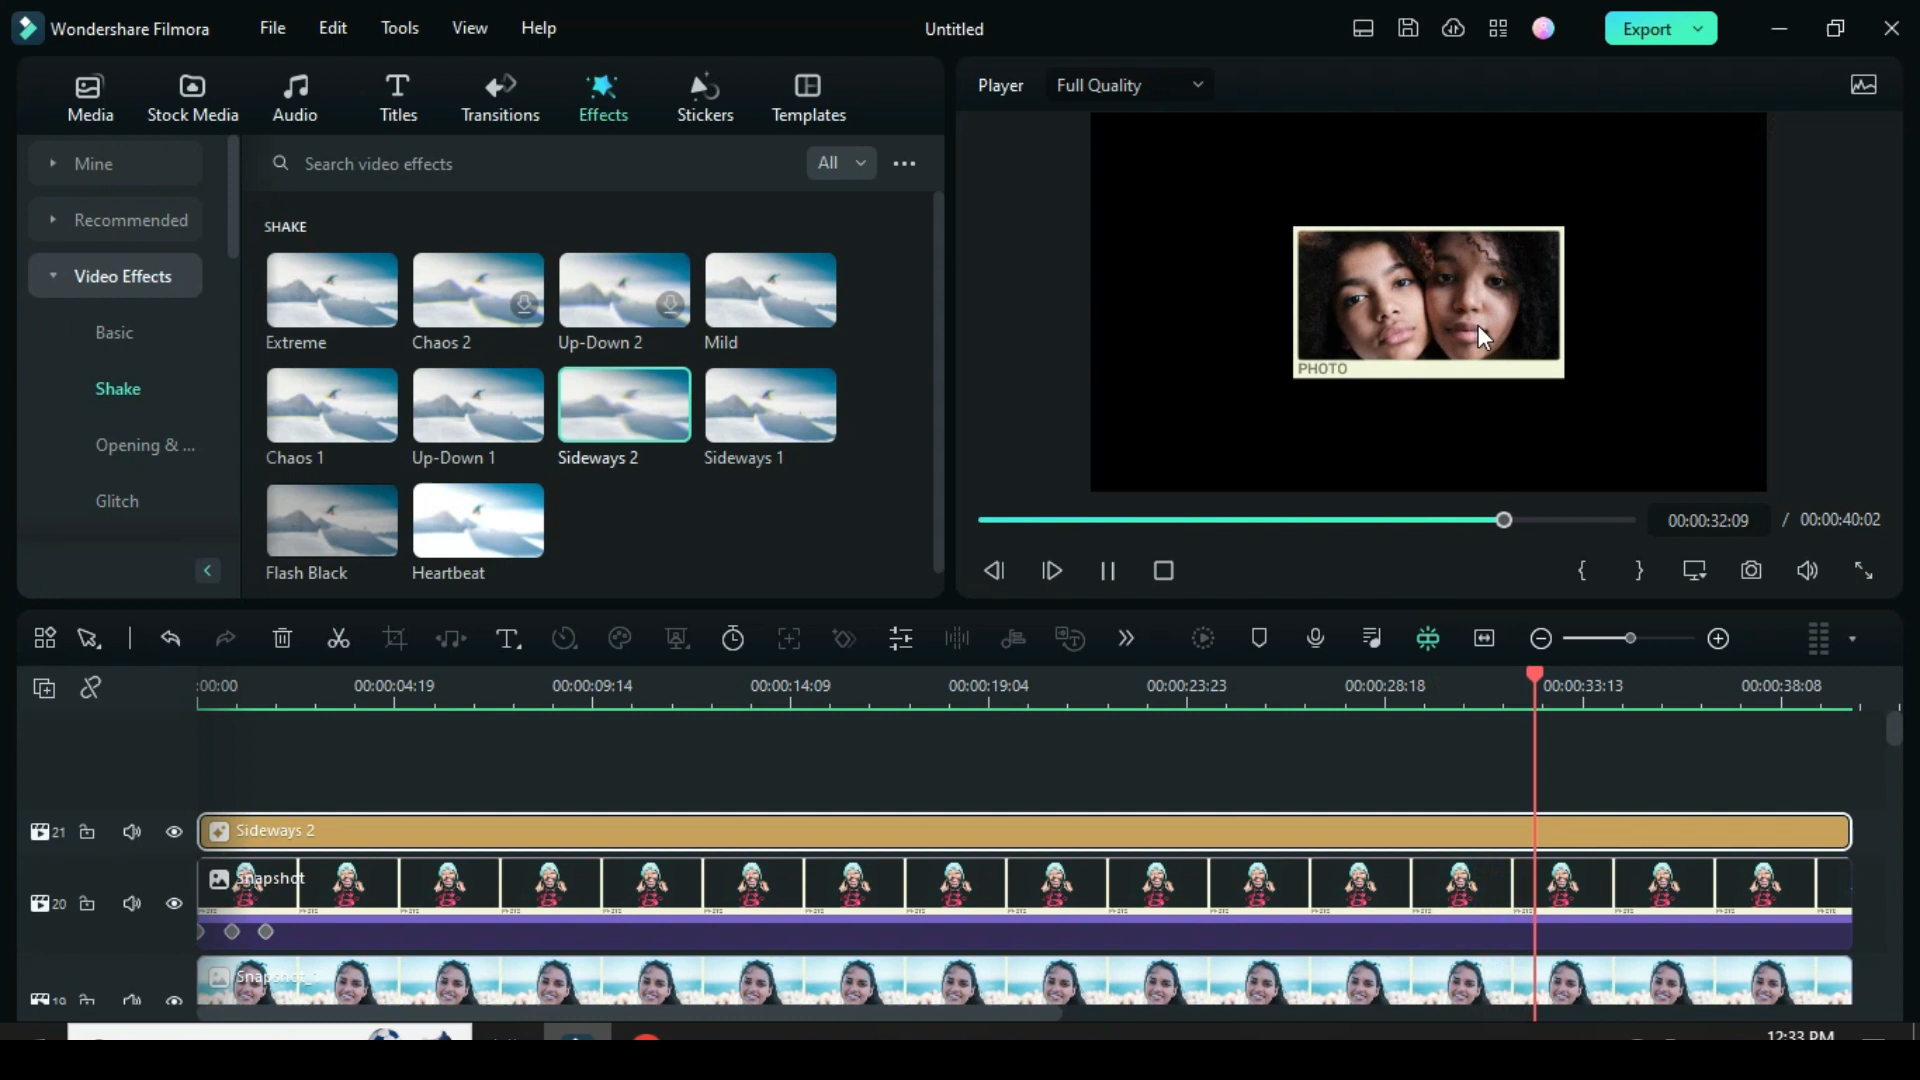 Wondershare Filmora File Edit Tools View Help Untitled Export
Media Stock Media Audio Titles Transitions Effects Stickers Templates
Player Full Quality
Mine
Recommended
Video Effects
Basic
Shake
Opening & ...
Glitch
Search video effects All
SHAKE
Extreme Chaos 2 Up-Down 2 Mild
Chaos 1 Up-Down 1 Sideways 2 Sideways 1
Flash Black Heartbeat
PHOTO
00:00:32:09 / 00:00:40:02
:00:00 00:00:04:19 00:00:09:14 00:00:14:09 00:00:19:04 00:00:23:23 00:00:28:18 00:00:33:13 00:00:38:08
21 Sideways 2
20 Snapshot
19
12:33 PM